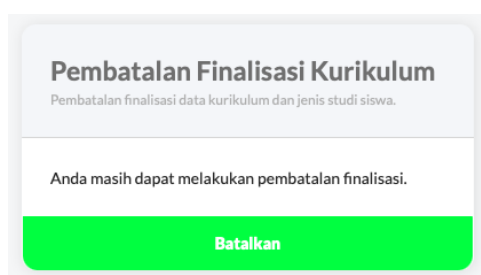 Pembatalan Finalisasi Kurikulum
Pembatalan finalisasi data kurikulum dan jenis studi siswa.
Anda masih dapat melakukan pembatalan finalisasi.
Batalkan